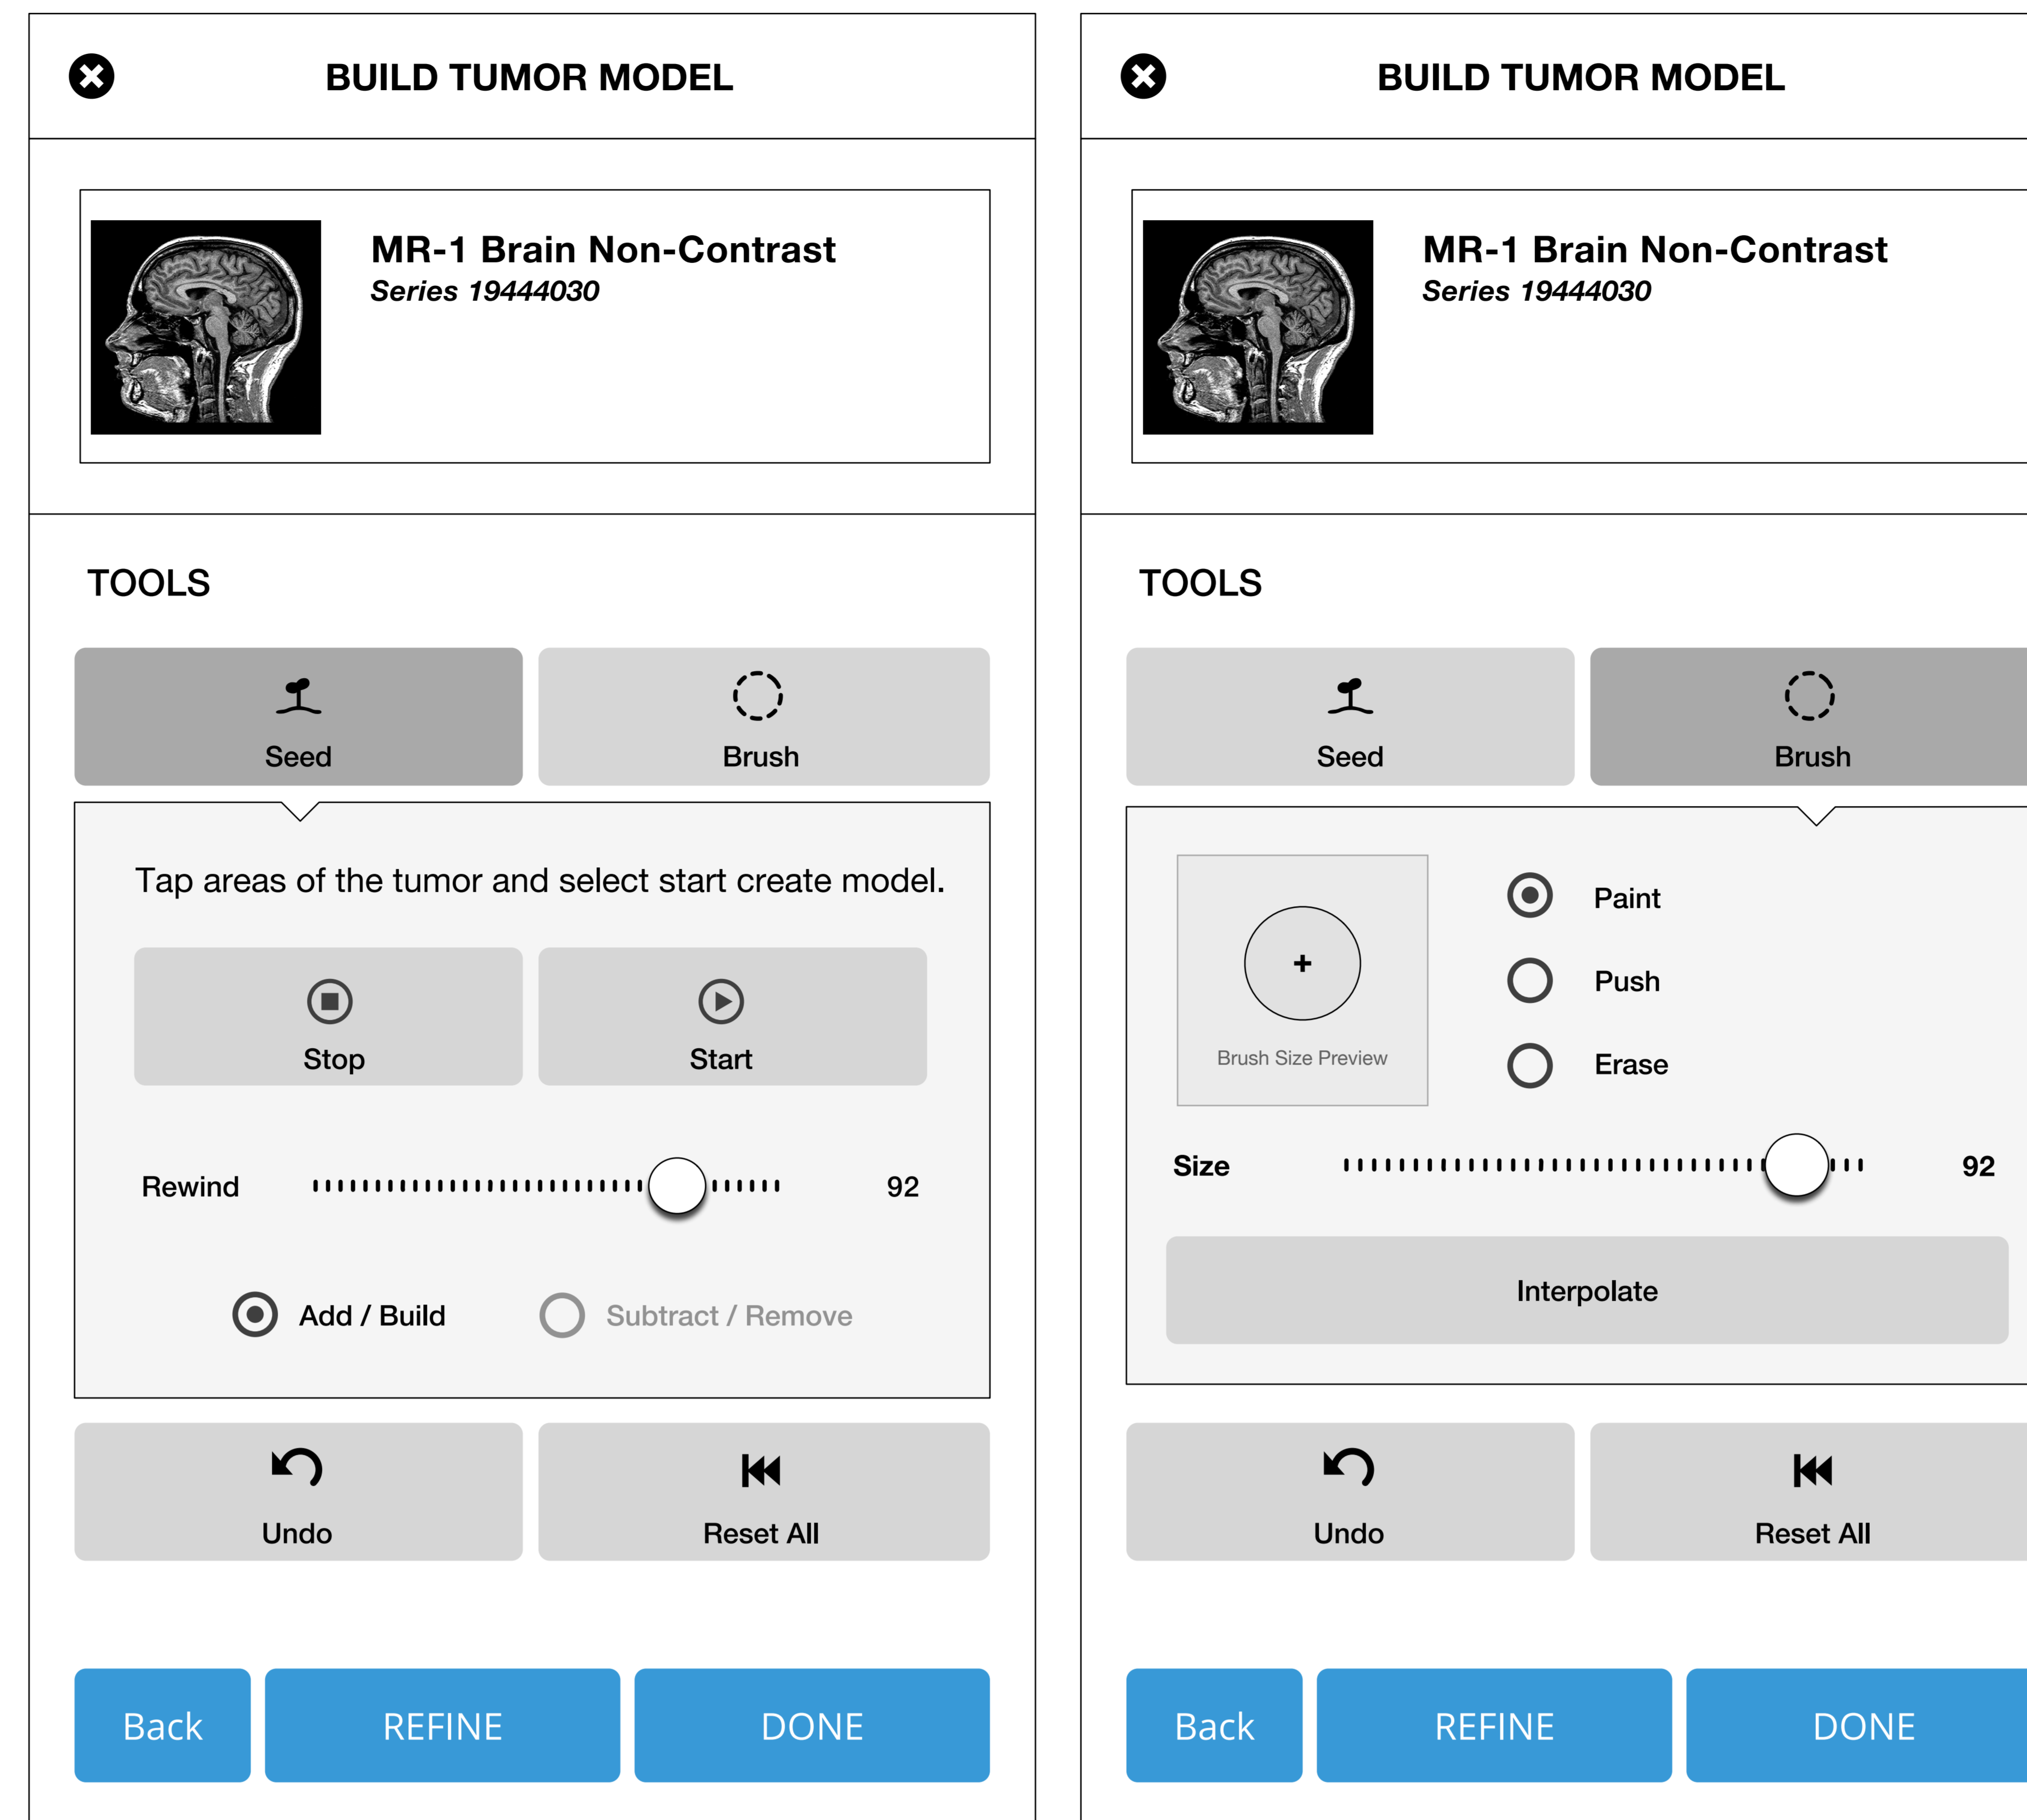 BUILD TUMOR MODEL
MR-1 Brain Non-Contrast
Series 19444030
TOOLS
Seed
Brush
Tap areas of the tumor and select start create model.
Stop
Start
Rewind
92
Add / Build
Subtract / Remove
Undo
Reset All
Back
REFINE
DONE
BUILD TUMOR MODEL
MR-1 Brain Non-Contrast
Series 19444030
TOOLS
Seed
Brush
Paint
Push
Erase
Brush Size Preview
Size
92
Interpolate
Undo
Reset All
Back
REFINE
DONE